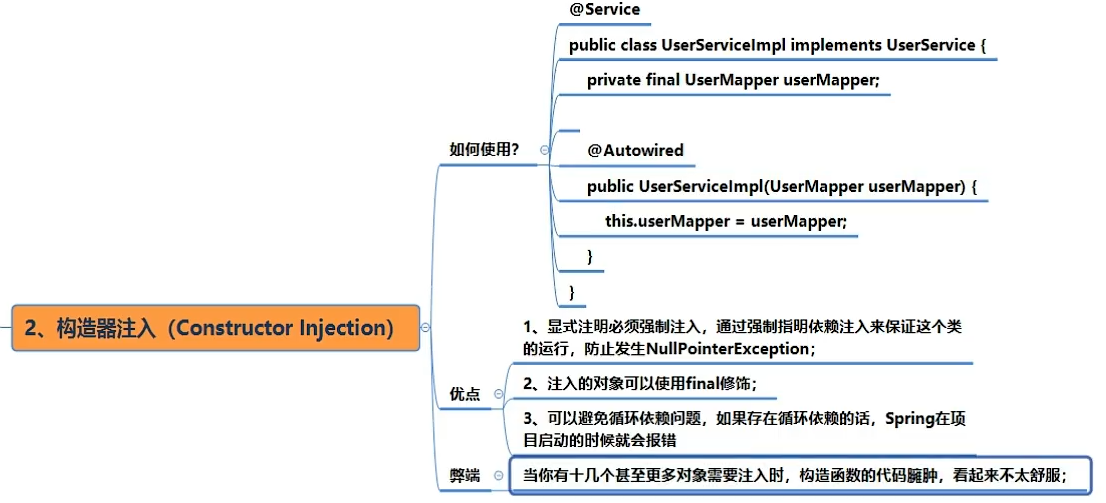 @Service
public class UserServiceImpl implements UserService {
private final UserMapper userMapper;
如何使用？
@Autowired
public UserServiceImpl(UserMapper userMapper) {
this.userMapper = userMapper;
}
}
2、构造器注入（Constructor Injection）
1、显式注明必须强制注入，通过强制指明依赖注入来保证这个类
的运行，防止发生NullPointerException；
优点
2、注入的对象可以使用final修饰；
3、可以避免循环依赖问题，如果存在循环依赖的话，Spring在项
目启动的时候就会报错
弊端
当你有十几个甚至更多对象需要注入时，构造函数的代码臃肿，看起来不太舒服；